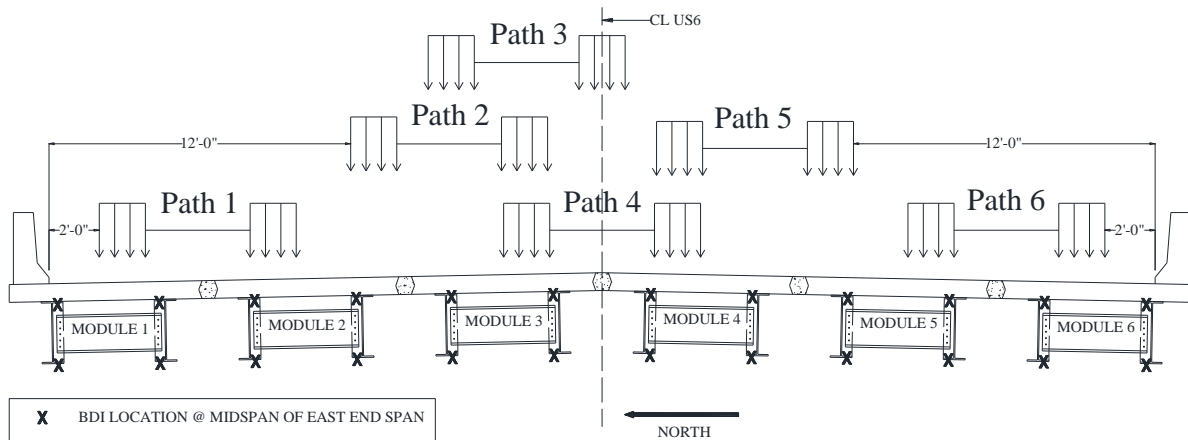 CL US6
Path 3
Path 2
Path 5
12'-0"
12'-0"
Path 1
Path 4
Path 6
2'-0"
2'-0"
MODULE 1
MODULE 2
MODULE 3
MODULE 4
MODULE 5
MODULE 6
X BDI LOCATION @ MIDSPAN OF EAST END SPAN
NORTH